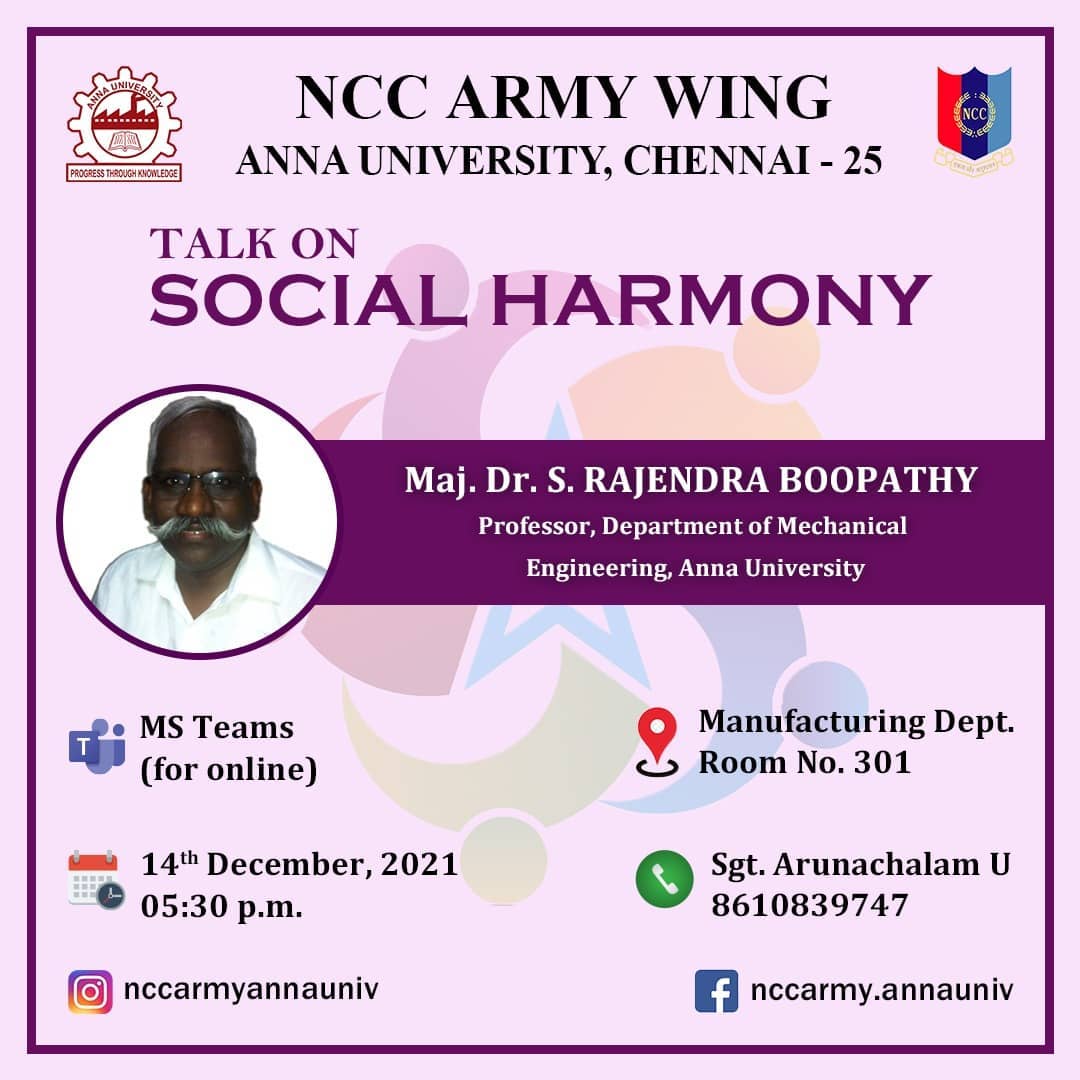 ANNA UNIVERSITY
PROGRESS THROUGH KNOWLEDGE
NCC ARMY WING
ANNA UNIVERSITY, CHENNAI - 25
NCC
TALK ON
SOCIAL HARMONY
Maj. Dr. S. RAJENDRA BOOPATHY
Professor, Department of Mechanical
Engineering, Anna University
T
MS Teams
(for online)
Manufacturing Dept.
Room No. 301
14th December, 2021
05:30 p.m.
Sgt. Arunachalam U
8610839747
nccarmyannauniv
nccarmy.annauniv